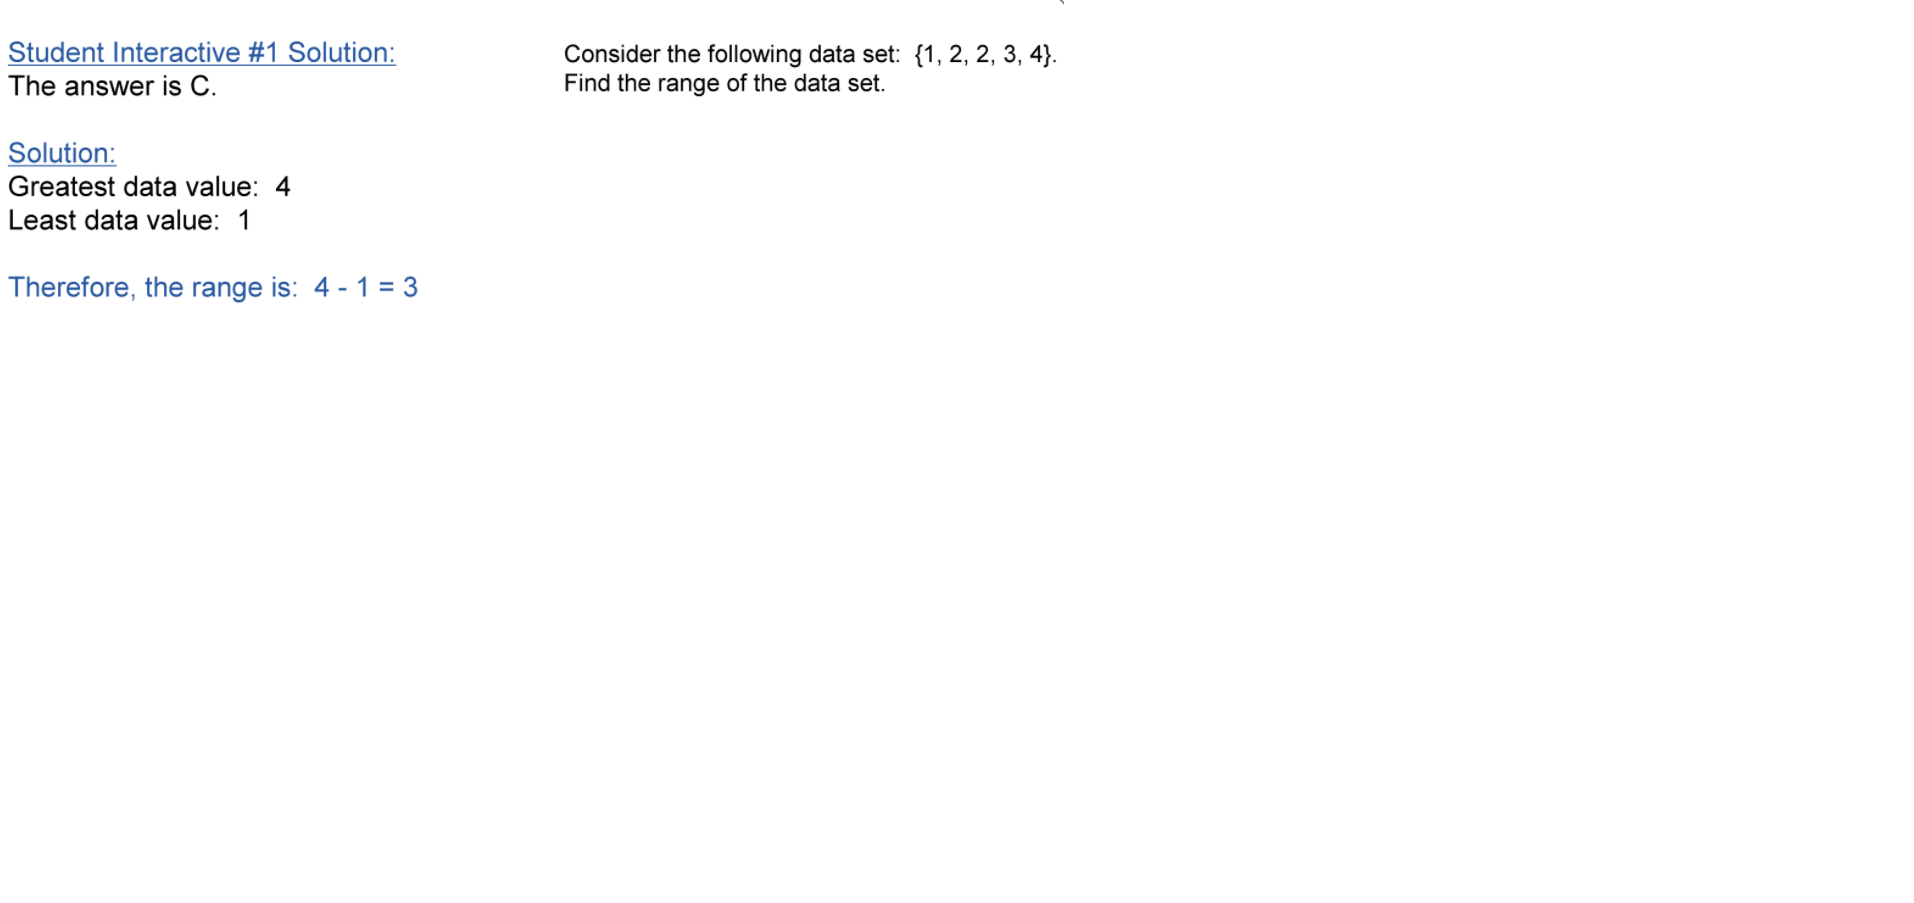 Student Interactive #1 Solution:
The answer is C.
Solution:
Greatest data value:  4
Least data value:  1
Therefore, the range is:  4 - 1 = 3
Consider the following data set:  {1, 2, 2, 3, 4}.
Find the range of the data set.